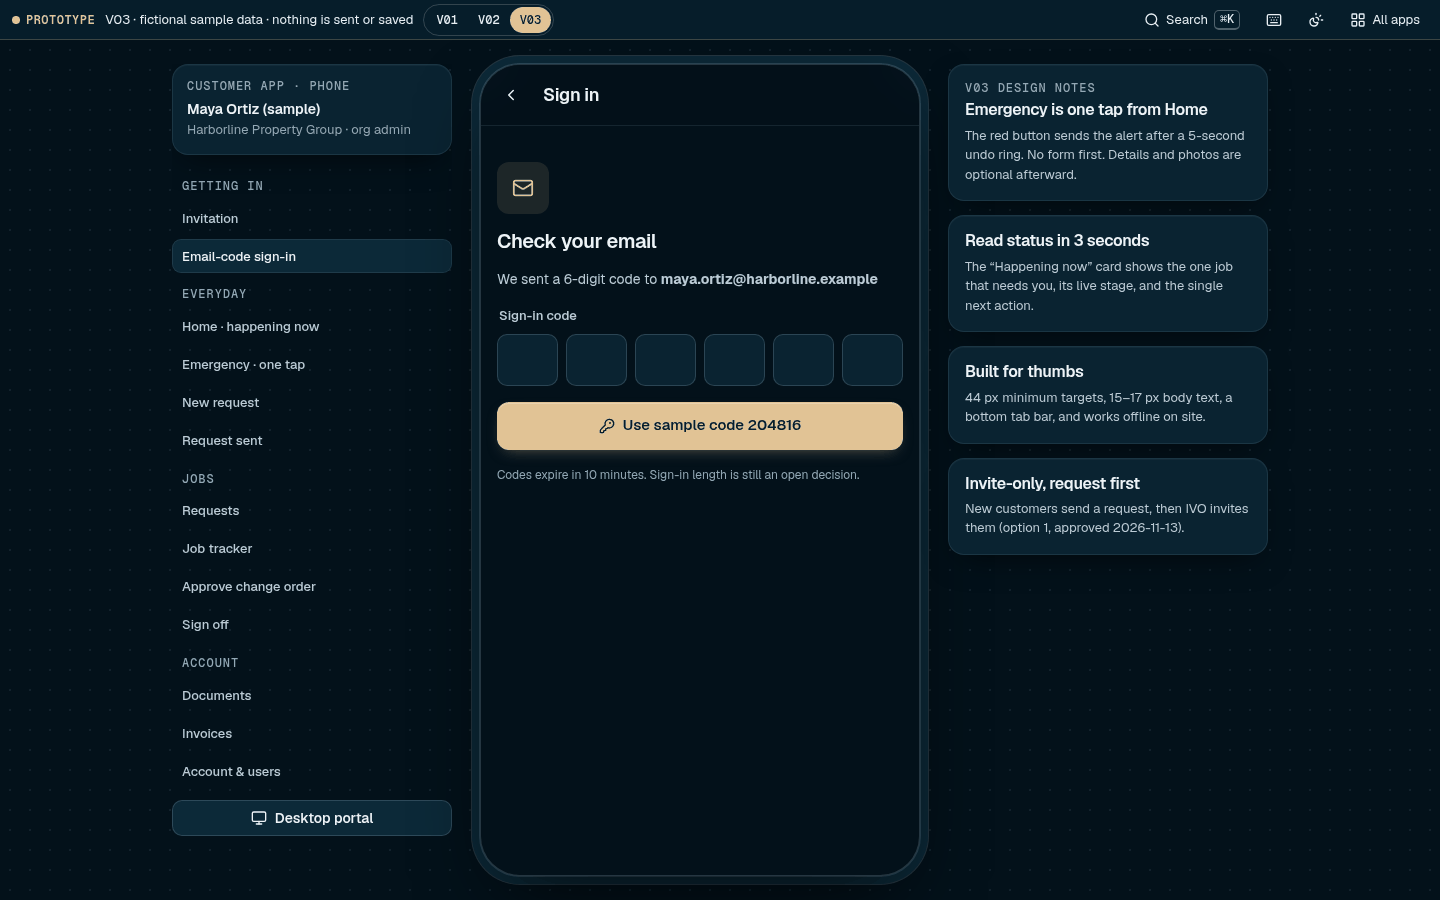 PROTOTYPE V03 · fictional sample data · nothing is sent or saved V01 V02 V03 Search ⌘K All apps
CUSTOMER APP · PHONE
Maya Ortiz (sample)
Harborline Property Group · org admin
GETTING IN
Invitation
Email-code sign-in
EVERYDAY
Home · happening now
Emergency · one tap
New request
Request sent
JOBS
Requests
Job tracker
Approve change order
Sign off
ACCOUNT
Documents
Invoices
Account & users
Desktop portal
Sign in
Check your email
We sent a 6-digit code to maya.ortiz@harborline.example
Sign-in code
Use sample code 204816
Codes expire in 10 minutes. Sign-in length is still an open decision.
V03 DESIGN NOTES
Emergency is one tap from Home
The red button sends the alert after a 5-second
undo ring. No form first. Details and photos are
optional afterward.
Read status in 3 seconds
The “Happening now” card shows the one job
that needs you, its live stage, and the single
next action.
Built for thumbs
44 px minimum targets, 15–17 px body text, a
bottom tab bar, and works offline on site.
Invite-only, request first
New customers send a request, then IVO invites
them (option 1, approved 2026-11-13).